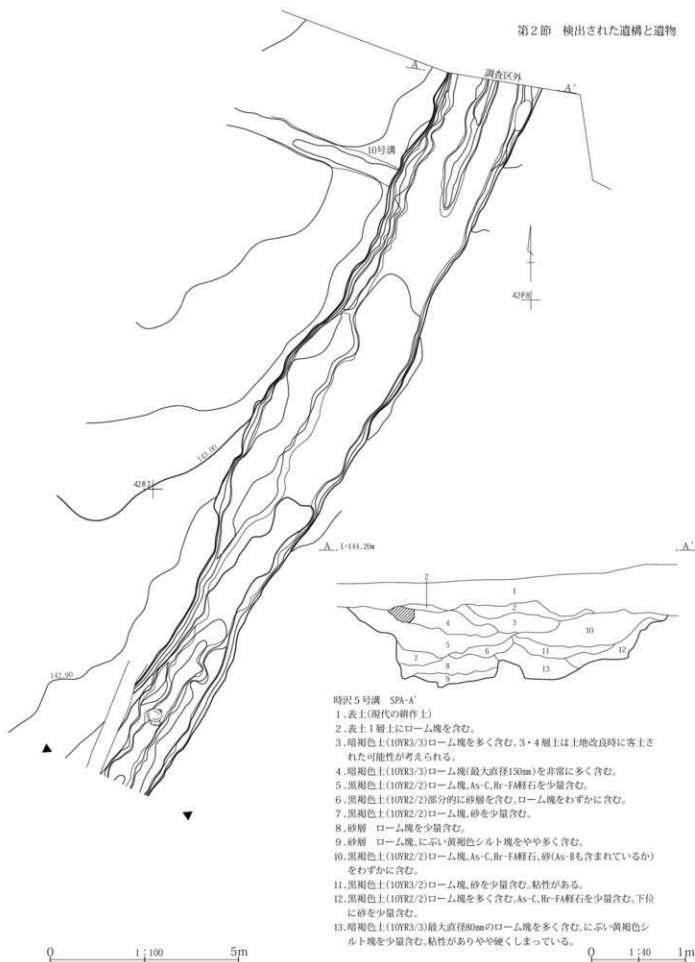 第2節 検出された遺構と遺物
A
調査区外
A'
10号溝
42P8
143.00
42R7
A L=144.20m
A'
2
1
2
3
4
10
5
6
11
12
7
8
13
9
142.90
時沢5号溝 SPA-A'
1.表土(現代の耕作土)
2.表土1層土にローム塊を含む。
3.暗褐色土(10YR3/3)ローム塊を多く含む。3・4層土は土地改良時に客土さ
れた可能性が考えられる。
4.暗褐色土(10YR3/3)ローム塊(最大直径150mm)を非常に多く含む。
5.黒褐色土(10YR2/2)ローム塊、As-C、Hr-FA軽石を少量含む。
6.黒褐色土(10YR2/2)部分的に砂層を含む。ローム塊をわずかに含む。
7.黒褐色土(10YR2/2)ローム塊、砂を少量含む。
8.砂層 ローム塊を少量含む。
9.砂層 ローム塊、にぶい黄褐色シルト塊をやや多く含む。
10.黒褐色土(10YR2/2)ローム塊、As-C、Hr-FA軽石、砂(As-Bも含まれているか)
をわずかに含む。
11.黒褐色土(10YR3/2)ローム塊、砂を少量含む。粘性がある。
12.黒褐色土(10YR2/2)ローム塊を多く含む。As-C、Hr-FA軽石を少量含む。下位
に砂を少量含む。
13.暗褐色土(10YR3/3)最大直径80mmのローム塊を多く含む。にぶい黄褐色シ
ルト塊を少量含む。粘性がありやや硬くしまっている。
0 1:100 5m
0 1:40 1m